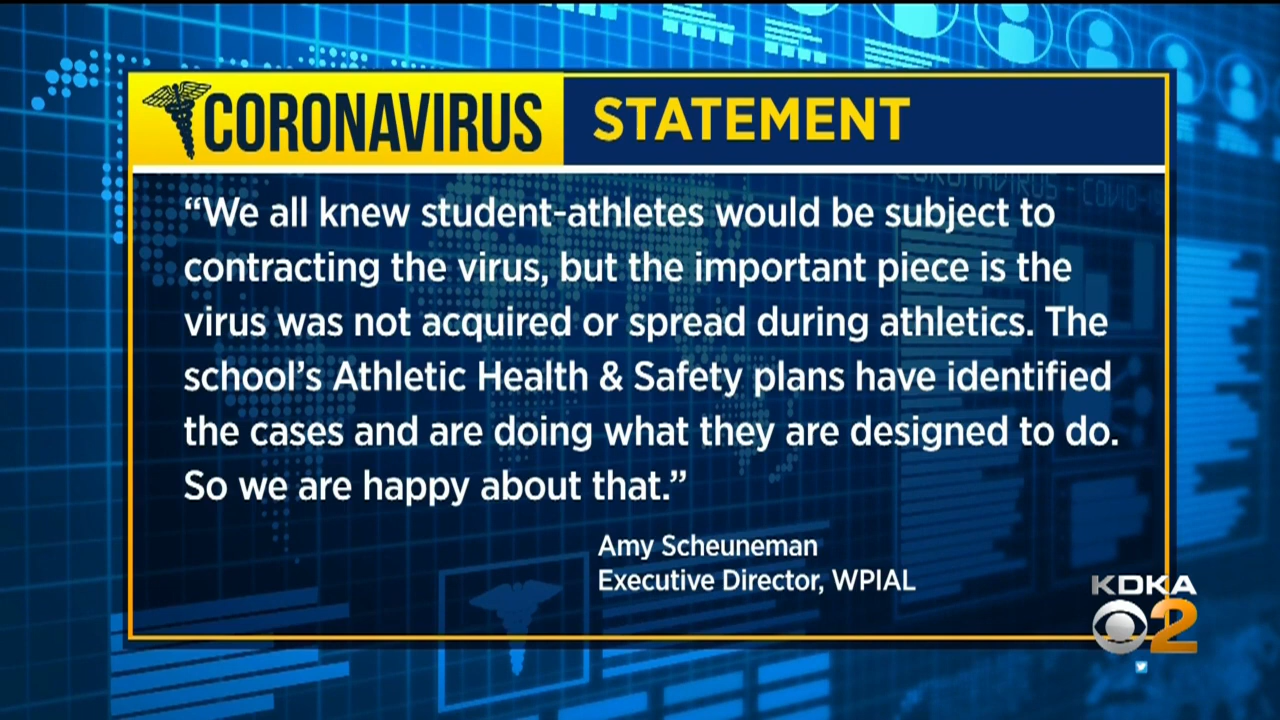 CORONAVIRUS STATEMENT
CORONAVIRUS - COVID-19
“We all knew student-athletes would be subject to
contracting the virus, but the important piece is the
virus was not acquired or spread during athletics. The
school’s Athletic Health & Safety plans have identified
the cases and are doing what they are designed to do.
So we are happy about that.”
Amy Scheuneman
Executive Director, WPIAL
KDKA
2